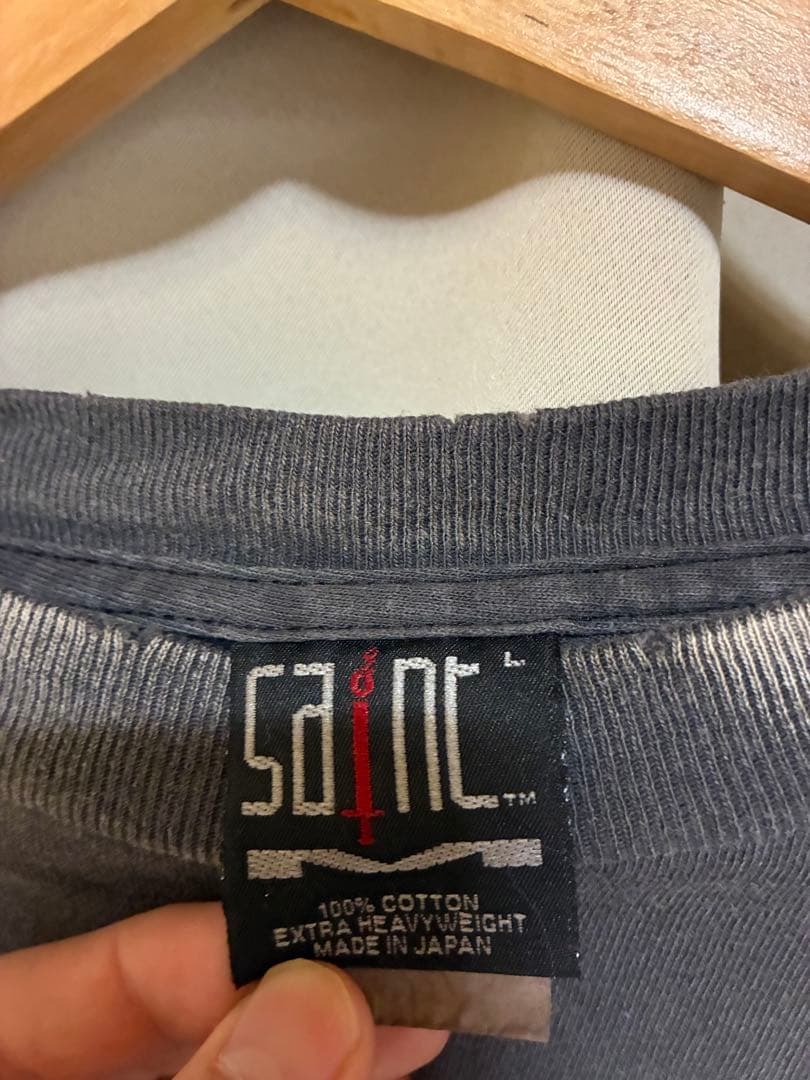 saint L
TM
100% COTTON
EXTRA HEAVYWEIGHT
MADE IN JAPAN